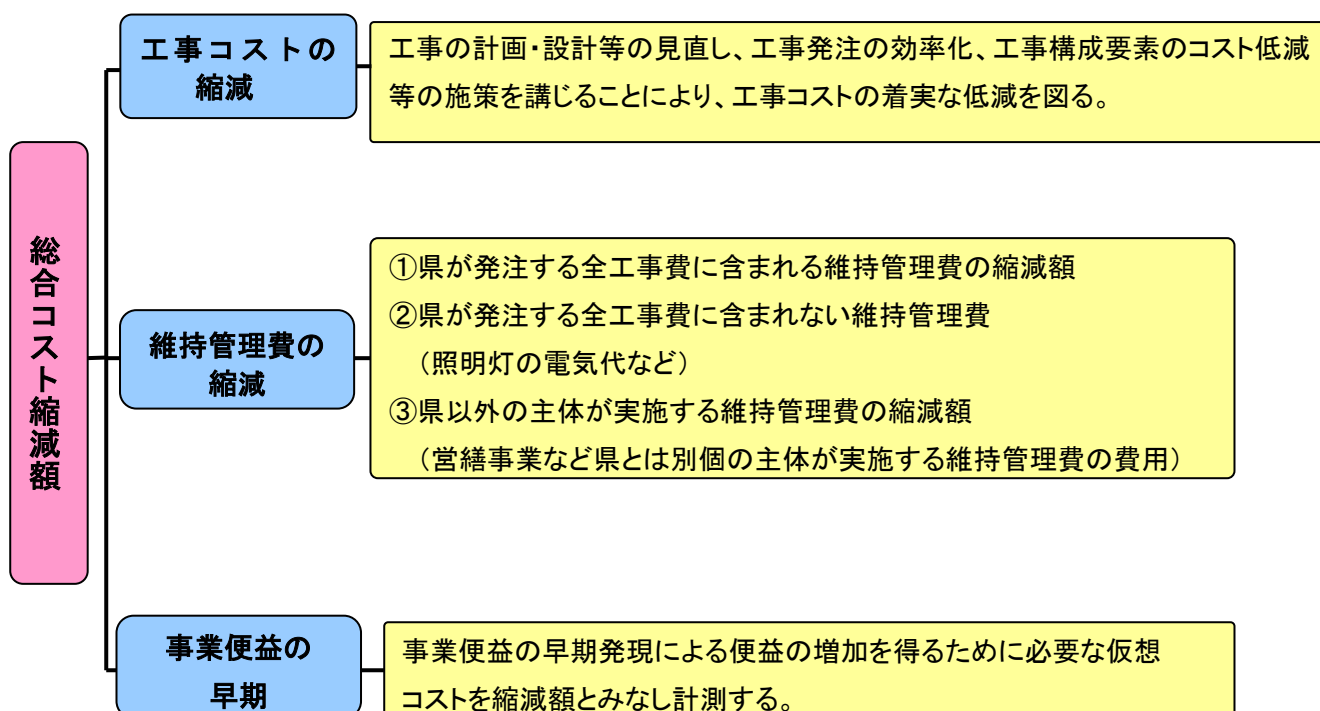 総合コスト縮減額
工事コストの
縮減
工事の計画・設計等の見直し、工事発注の効率化、工事構成要素のコスト低減
等の施策を講じることにより、工事コストの着実な低減を図る。
維持管理費の
縮減
①県が発注する全工事費に含まれる維持管理費の縮減額
②県が発注する全工事費に含まれない維持管理費
（照明灯の電気代など）
③県以外の主体が実施する維持管理費の縮減額
（営繕事業など県とは別個の主体が実施する維持管理費の費用）
事業便益の
早期
事業便益の早期発現による便益の増加を得るために必要な仮想
コストを縮減額とみなし計測する。